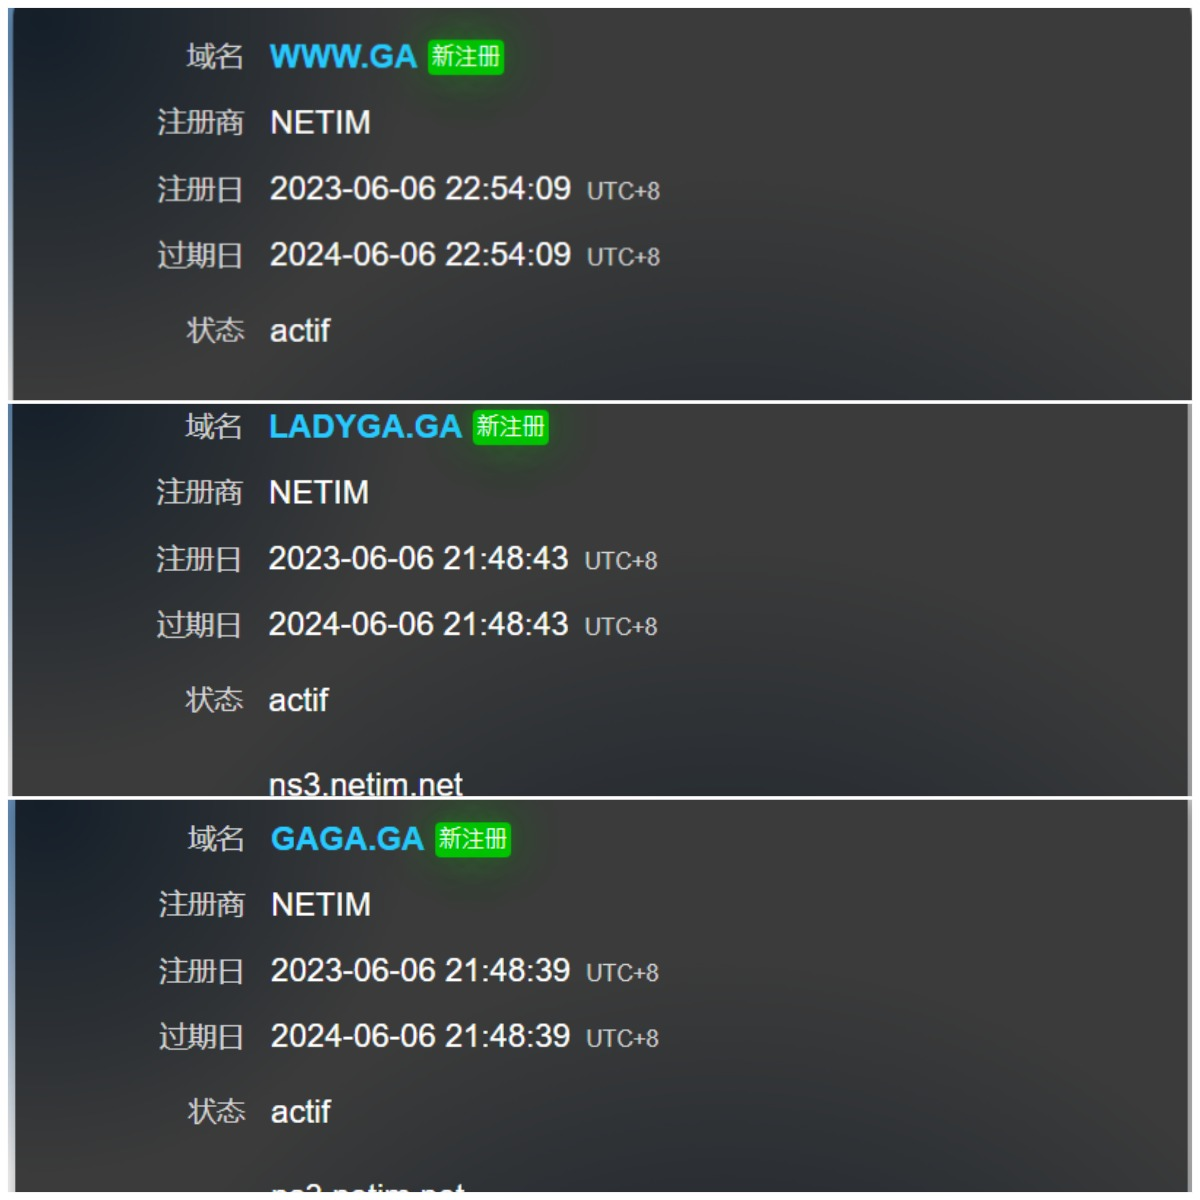 域名 WWW.GA 新注册
注册商 NETIM
注册日 2023-06-06 22:54:09 UTC+8
过期日 2024-06-06 22:54:09 UTC+8
状态 actif
域名 LADYGA.GA 新注册
注册商 NETIM
注册日 2023-06-06 21:48:43 UTC+8
过期日 2024-06-06 21:48:43 UTC+8
状态 actif
ns3.netim.net
域名 GAGA.GA 新注册
注册商 NETIM
注册日 2023-06-06 21:48:39 UTC+8
过期日 2024-06-06 21:48:39 UTC+8
状态 actif
ns3.netim.net